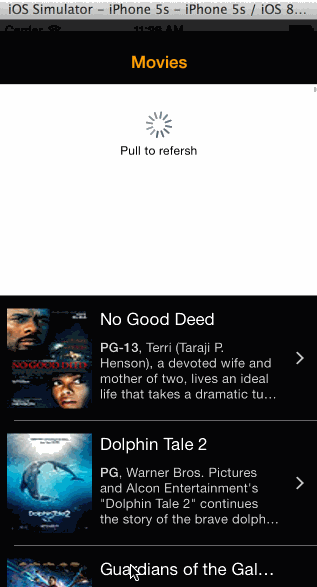 iOS Simulator – iPhone 5s – iPhone 5s / iOS 8...
Carrier 11:28 AM
Movies
Pull to refersh
No Good Deed
PG-13, Terri (Taraji P.
Henson), a devoted wife and
mother of two, lives an ideal
life that takes a dramatic tu...
NO GOOD DEED
Dolphin Tale 2
PG, Warner Bros. Pictures
and Alcon Entertainment's
"Dolphin Tale 2" continues
the story of the brave dolph...
DOLPHIN TALE 2
Guardians of the Gal...